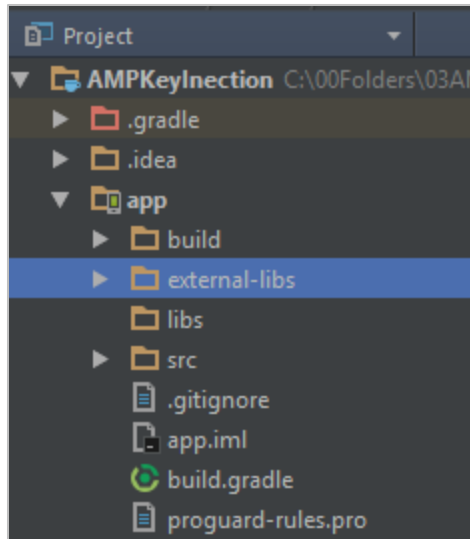 Project
AMPKeyInection C:\00Folders\03AM
.gradle
.idea
app
build
external-libs
libs
src
.gitignore
app.iml
build.gradle
proguard-rules.pro